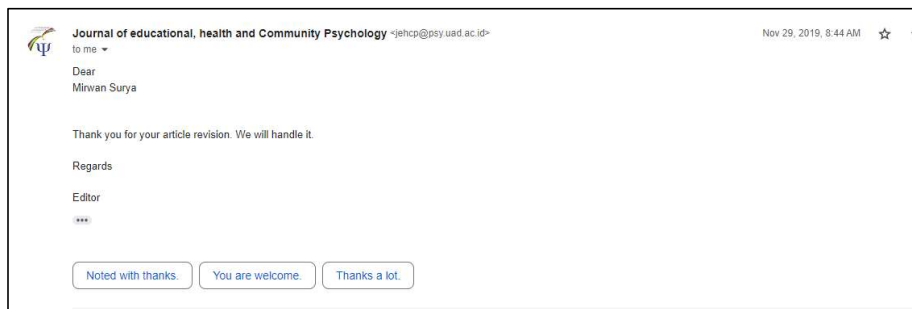 Journal of educational, health and Community Psychology <jehcp@psy.uad.ac.id>
Nov 29, 2019, 8:44 AM
to me
Dear
Mirwan Surya
Thank you for your article revision. We will handle it.
Regards
Editor
Noted with thanks.
You are welcome.
Thanks a lot.